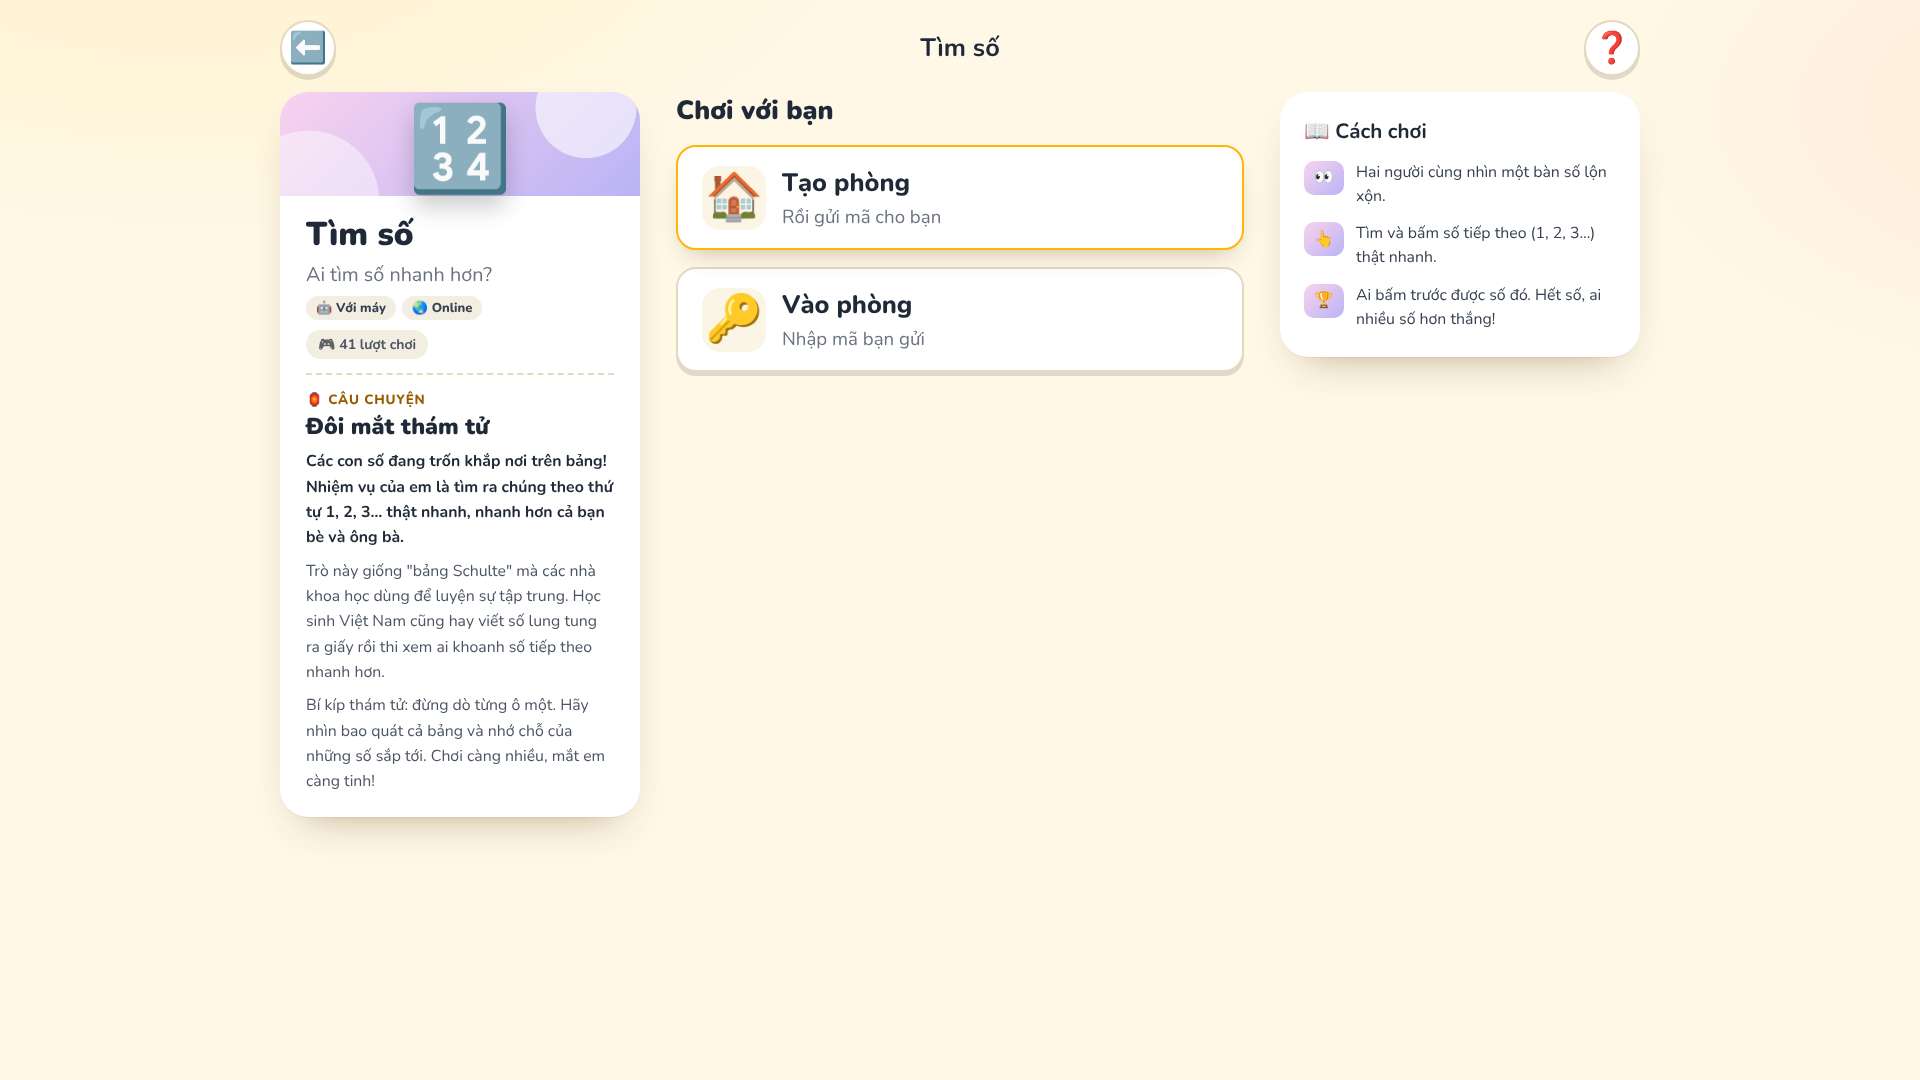 Tìm số
1 2
3 4
Tìm số
Ai tìm số nhanh hơn?
Với máy
Online
41 lượt chơi
CÂU CHUYỆN
Đôi mắt thám tử
Các con số đang trốn khắp nơi trên bảng!
Nhiệm vụ của em là tìm ra chúng theo thứ
tự 1, 2, 3... thật nhanh, nhanh hơn cả bạn
bè và ông bà.
Trò này giống "bảng Schulte" mà các nhà
khoa học dùng để luyện sự tập trung. Học
sinh Việt Nam cũng hay viết số lung tung
ra giấy rồi thi xem ai khoanh số tiếp theo
nhanh hơn.
Bí kíp thám tử: đừng dò từng ô một. Hãy
nhìn bao quát cả bảng và nhớ chỗ của
những số sắp tới. Chơi càng nhiều, mắt em
càng tinh!
Chơi với bạn
Tạo phòng
Rồi gửi mã cho bạn
Vào phòng
Nhập mã bạn gửi
Cách chơi
Hai người cùng nhìn một bàn số lộn
xộn.
Tìm và bấm số tiếp theo (1, 2, 3...)
thật nhanh.
Ai bấm trước được số đó. Hết số, ai
nhiều số hơn thắng!